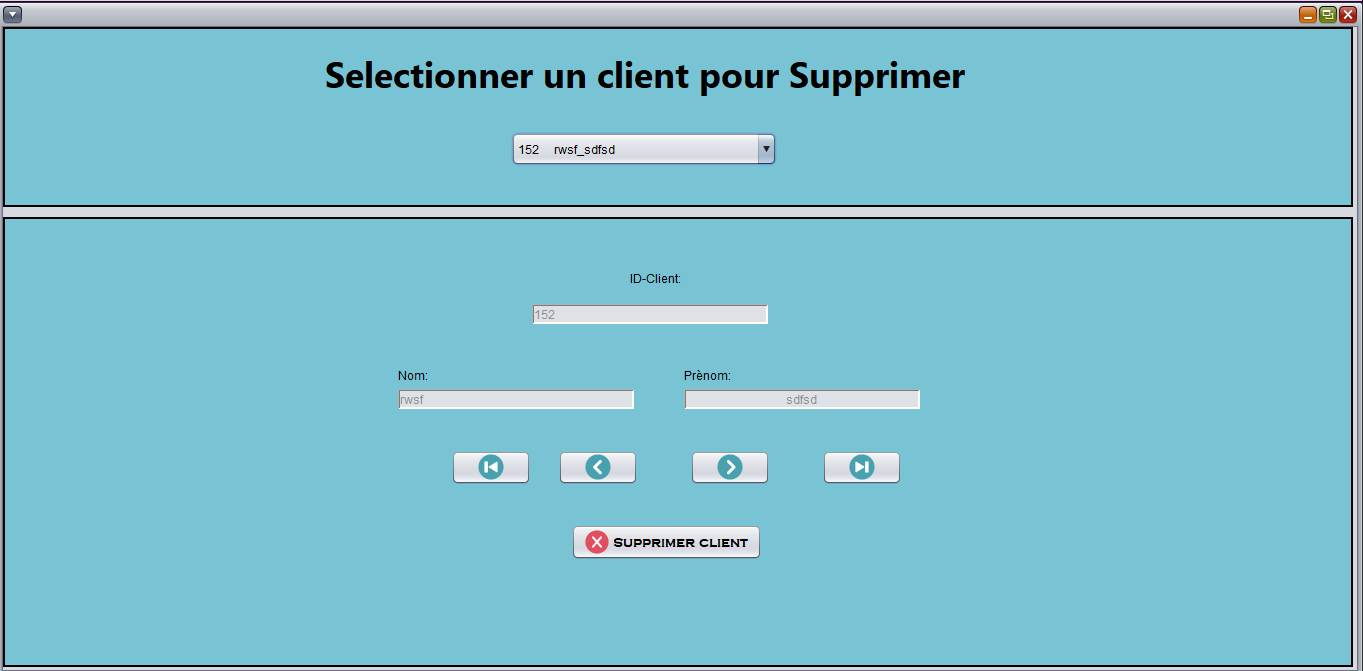 Selectionner un client pour Supprimer
152 rwsf_sdfsd
ID-Client:
152
Nom: Prènom:
rwsf sdfsd
Supprimer client